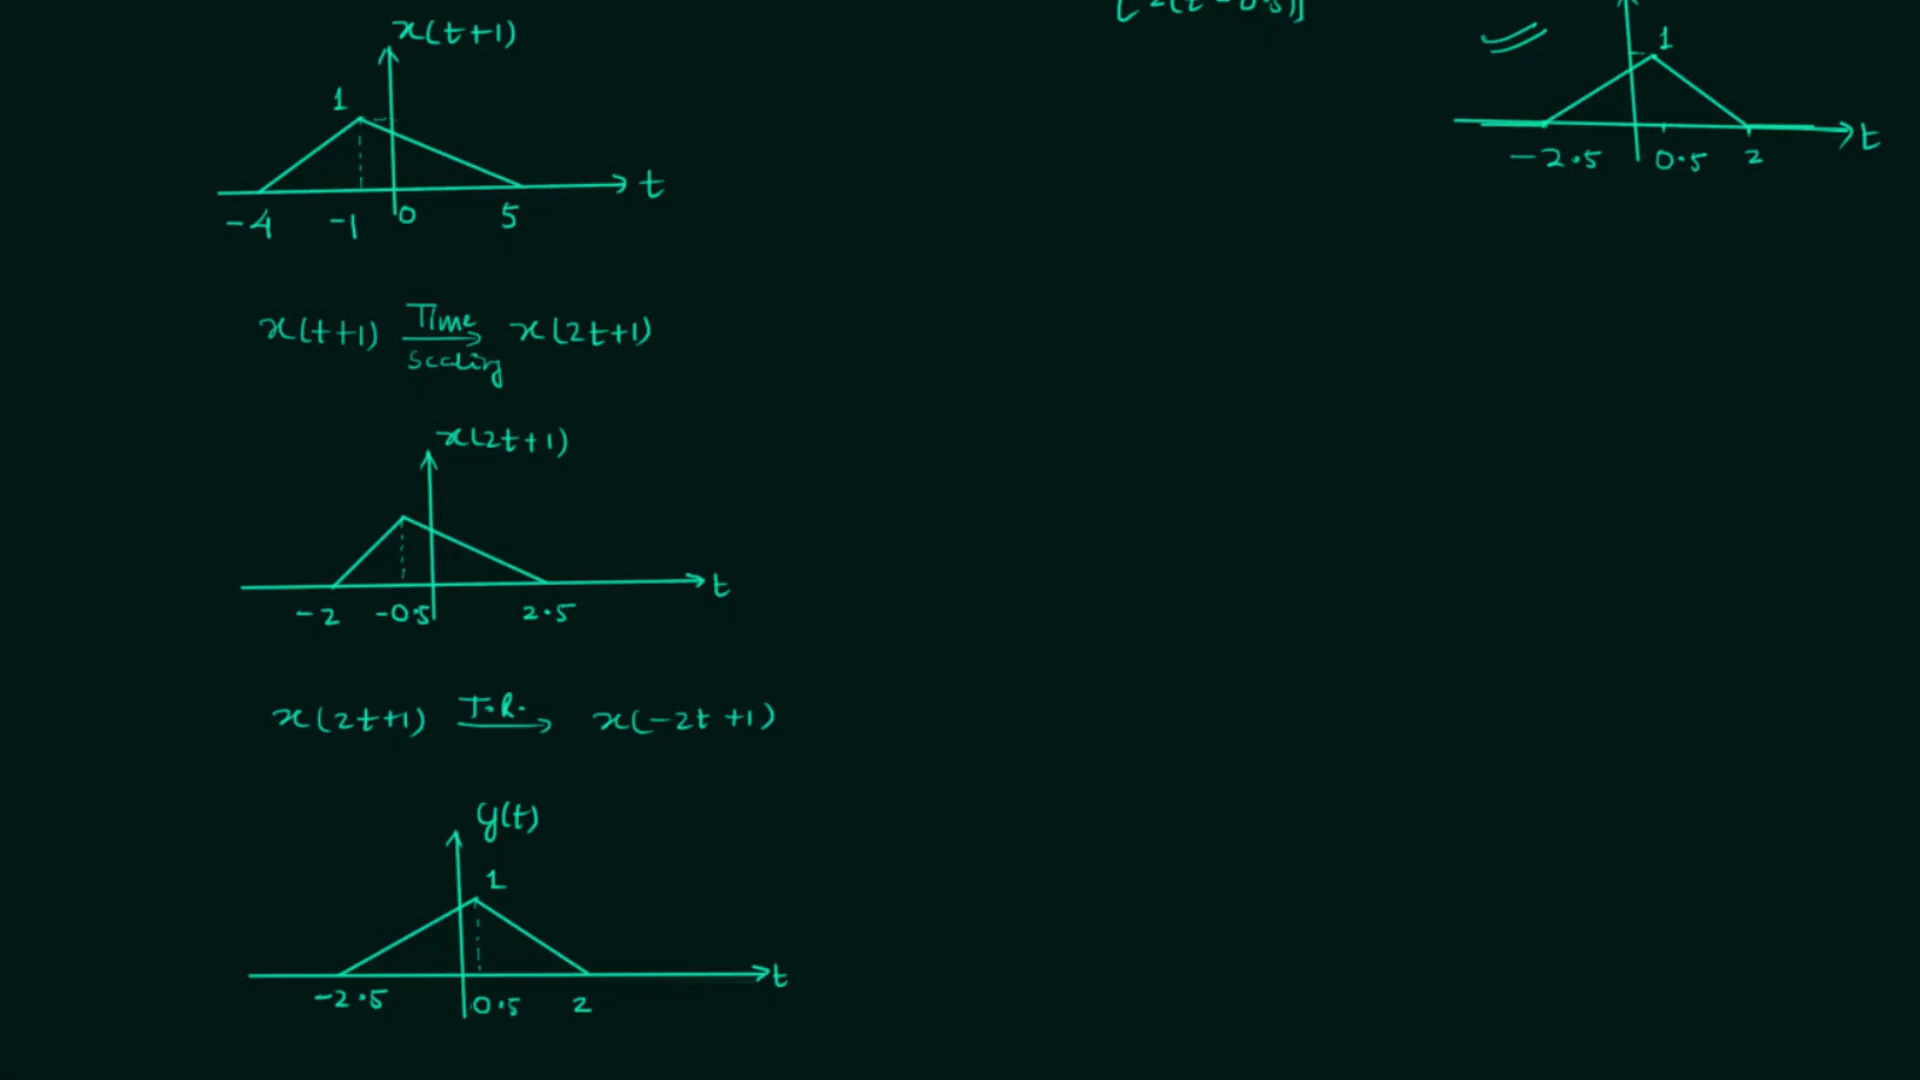 x(t+1)
1
-4 -1 0 5 t
x(t+1) Time Scaling x(2t+1)
x(2t+1)
-2 -0.5 2.5 t
x(2t+1) T.R. x(-2t+1)
y(t)
1
-2.5 0.5 2 t
1
-2.5 0.5 2 t